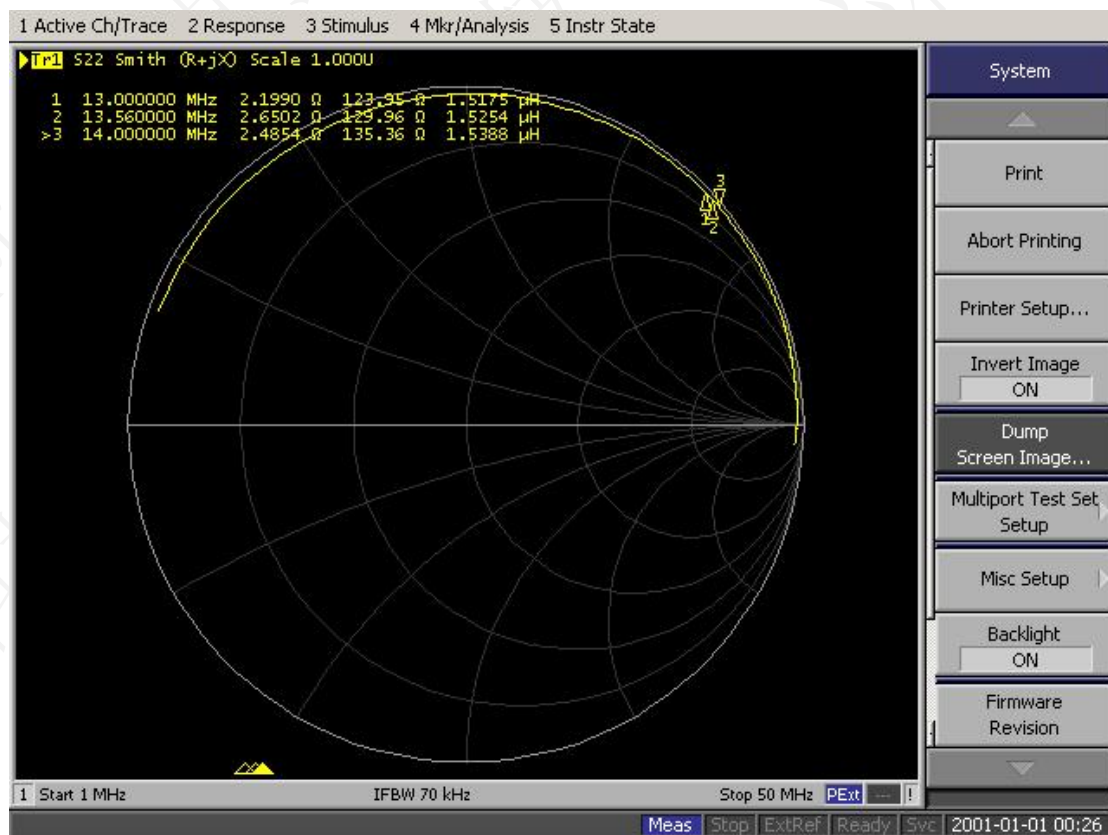 1 Active Ch/Trace 2 Response 3 Stimulus 4 Mkr/Analysis 5 Instr State
Tr1 S22 Smith (R+jX) Scale 1.000U
1 13.000000 MHz 2.1990 Ω 123.95 Ω 1.5175 μH
2 13.560000 MHz 2.6502 Ω 129.96 Ω 1.5254 μH
>3 14.000000 MHz 2.4854 Ω 135.36 Ω 1.5388 μH
3
1
2
1 Start 1 MHz IFBW 70 kHz Stop 50 MHz PExt --- !
System
Print
Abort Printing
Printer Setup...
Invert Image
ON
Dump
Screen Image...
Multiport Test Set
Setup
Misc Setup
Backlight
ON
Firmware
Revision
Meas Stop ExtRef Ready Svc 2001-01-01 00:26